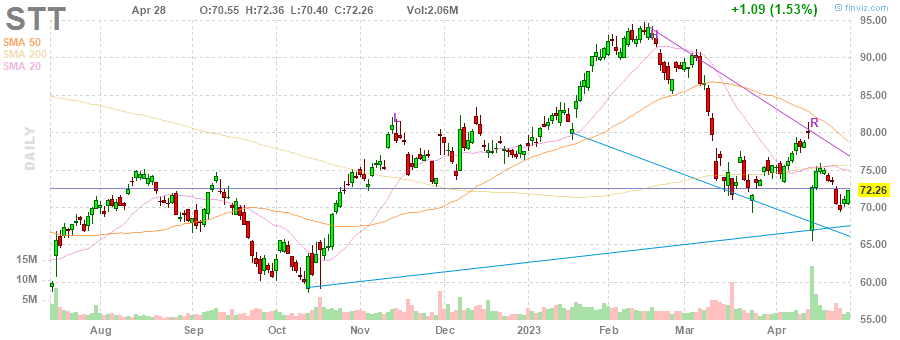 STT Apr 28 O:70.55 H:72.36 L:70.40 C:72.26 Vol:2.06M +1.09 (1.53%) © finviz.com
SMA 50
SMA 200
SMA 20
DAILY
95.00
90.00
85.00
80.00
75.00
72.26
70.00
65.00
60.00
55.00
15M
10M
5M
R
Aug Sep Oct Nov Dec 2023 Feb Mar Apr